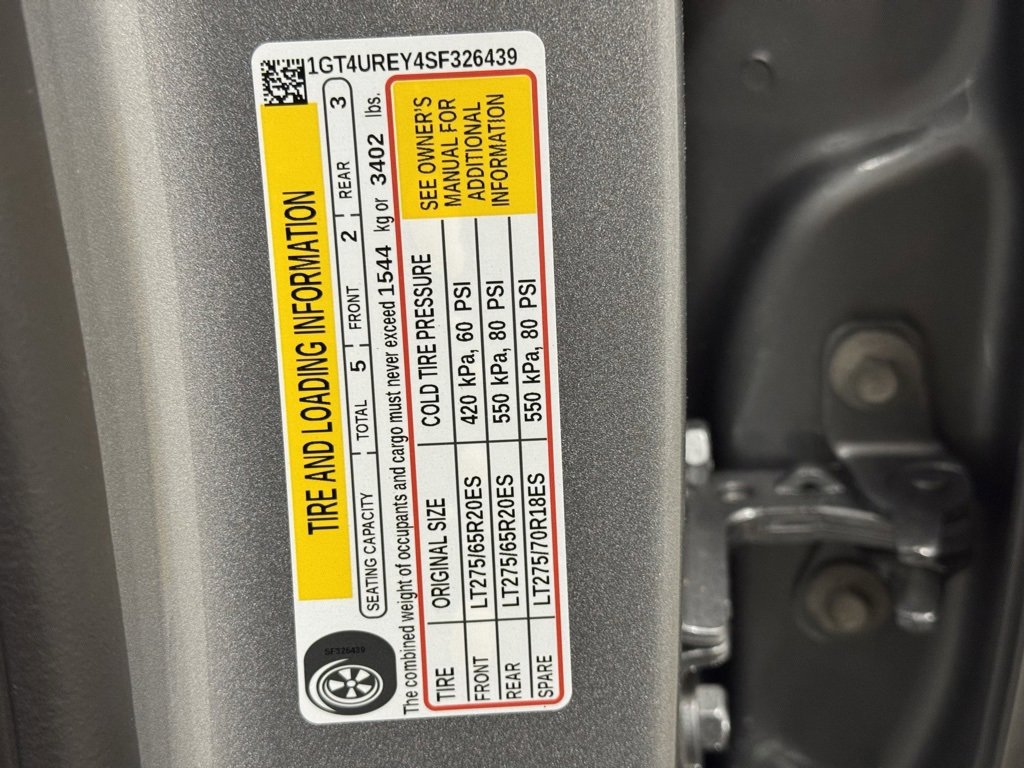 1GT4UREY4SF326439
TIRE AND LOADING INFORMATION
SEATING CAPACITY TOTAL 5 FRONT 2 REAR 3
The combined weight of occupants and cargo must never exceed 1544 kg or 3402 lbs.
TIRE ORIGINAL SIZE COLD TIRE PRESSURE
FRONT LT275/65R20ES 420 kPa, 60 PSI
REAR LT275/65R20ES 550 kPa, 80 PSI
SPARE LT275/70R18ES 550 kPa, 80 PSI
SEE OWNER'S
MANUAL FOR
ADDITIONAL
INFORMATION
SF326439